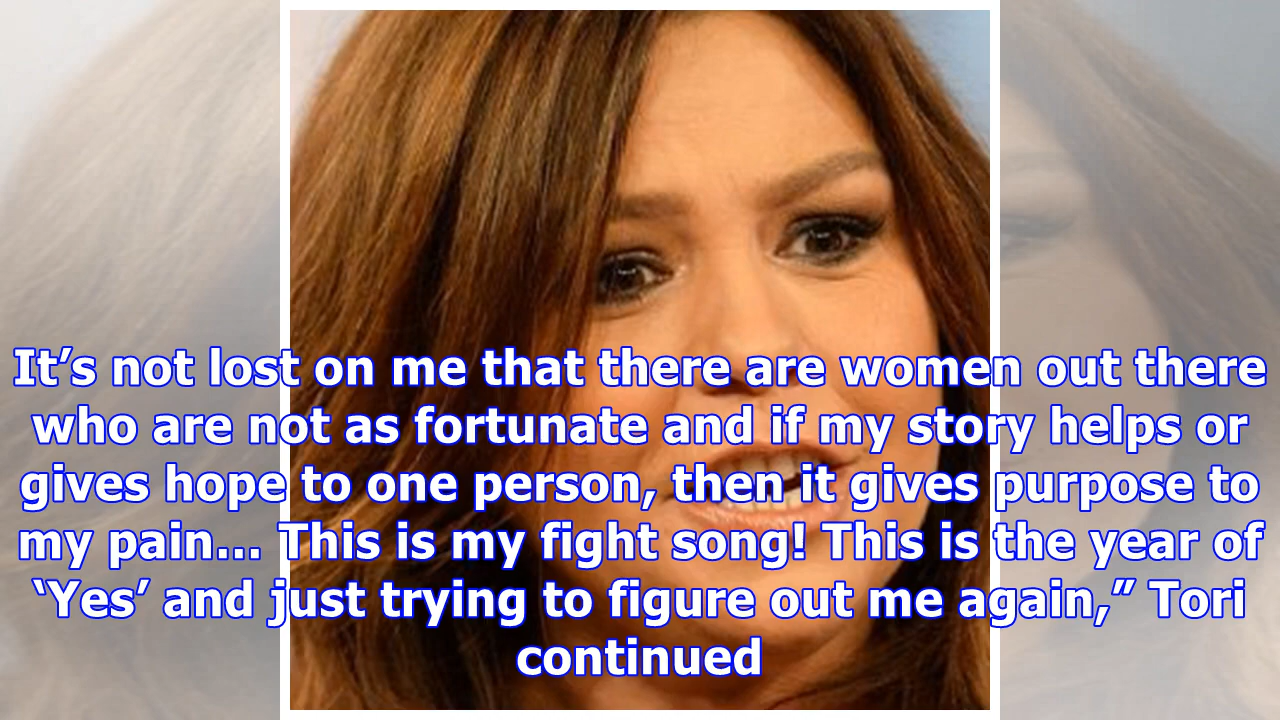 It’s not lost on me that there are women out there
who are not as fortunate and if my story helps or
gives hope to one person, then it gives purpose to
my pain… This is my fight song! This is the year of
‘Yes’ and just trying to figure out me again,” Tori
continued